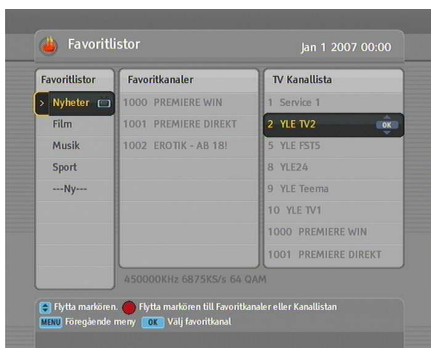 Favoritlistor
Jan 1 2007 00:00
Favoritlistor
> Nyheter
Film
Musik
Sport
---Ny---
Favoritkanaler
1000 PREMIERE WIN
1001 PREMIERE DIREKT
1002 EROTIK - AB 18!
TV Kanallista
1 Service 1
2 YLE TV2 OK
5 YLE FST5
8 YLE24
9 YLE Teema
10 YLE TV1
1000 PREMIERE WIN
1001 PREMIERE DIREKT
450000KHz 6875KS/s 64 QAM
Flytta markören. Flytta markören till Favoritkanaler eller Kanallistan
MENU Föregående meny OK Välj favoritkanal